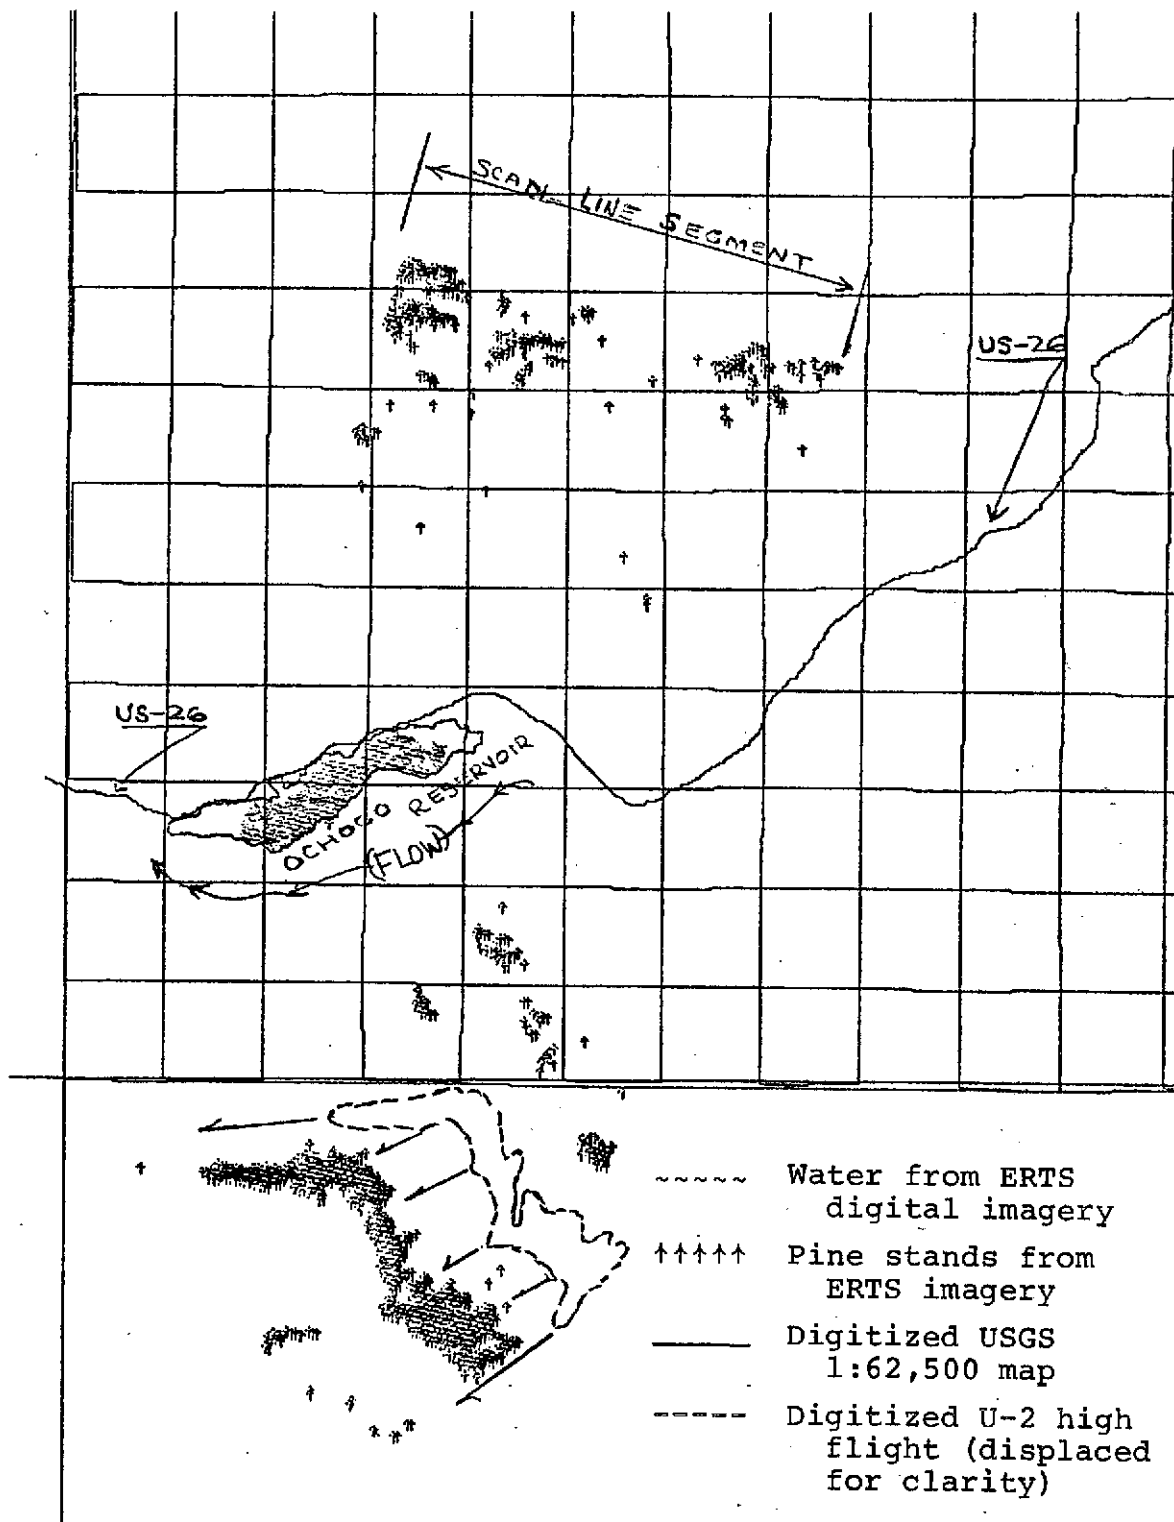 SCAN LINE SEGMENT
US-26
US-26
OCHOCO RESERVOIR
(FLOW)
~~~~~ Water from ERTS
digital imagery
↑↑↑↑↑ Pine stands from
ERTS imagery
Digitized USGS
1:62,500 map
----- Digitized U-2 high
flight (displaced
for clarity)